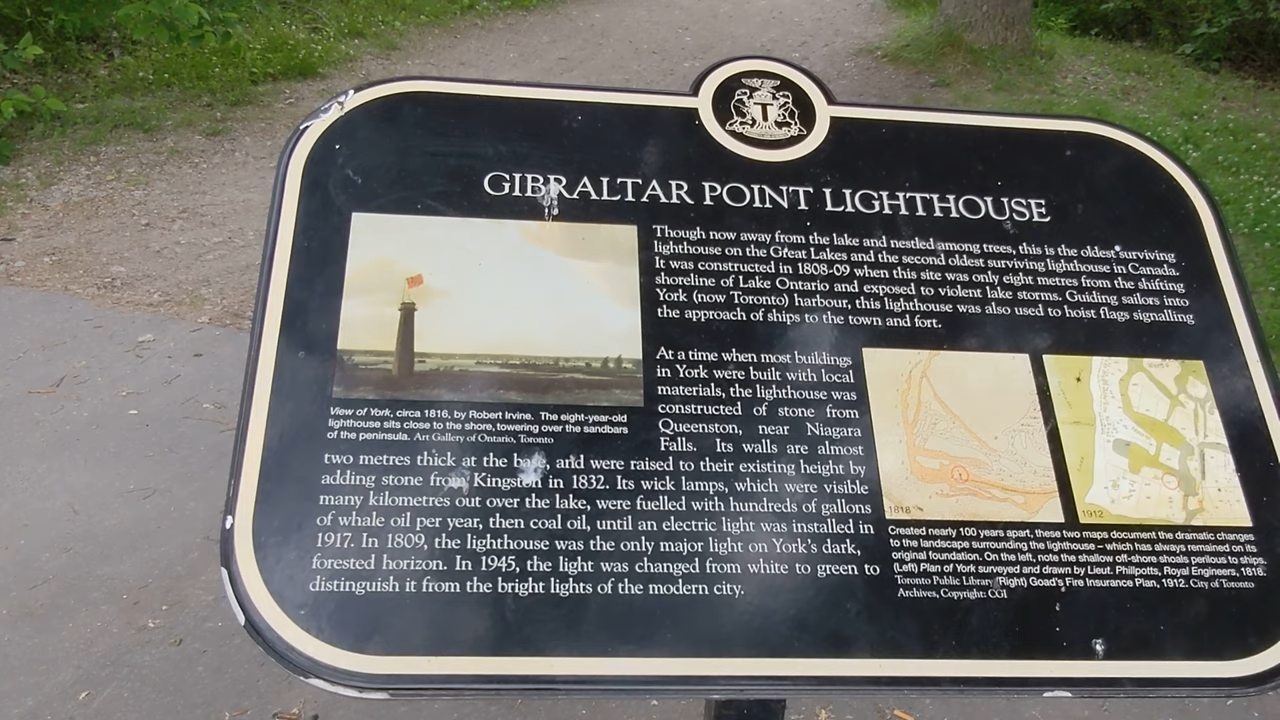 T
GIBRALTAR POINT LIGHTHOUSE
Though now away from the lake and nestled among trees, this is the oldest surviving
lighthouse on the Great Lakes and the second oldest surviving lighthouse in Canada.
It was constructed in 1808-09 when this site was only eight metres from the shifting
shoreline of Lake Ontario and exposed to violent lake storms. Guiding sailors into
York (now Toronto) harbour, this lighthouse was also used to hoist flags signalling
the approach of ships to the town and fort.
View of York, circa 1816, by Robert Irvine. The eight-year-old
lighthouse sits close to the shore, towering over the sandbars
of the peninsula. Art Gallery of Ontario, Toronto
At a time when most buildings
in York were built with local
materials, the lighthouse was
constructed of stone from
Queenston, near Niagara
Falls. Its walls are almost
two metres thick at the base, and were raised to their existing height by
adding stone from Kingston in 1832. Its wick lamps, which were visible
many kilometres out over the lake, were fuelled with hundreds of gallons
of whale oil per year, then coal oil, until an electric light was installed in
1917. In 1809, the lighthouse was the only major light on York's dark,
forested horizon. In 1945, the light was changed from white to green to
distinguish it from the bright lights of the modern city.
1818
1912
Created nearly 100 years apart, these two maps document the dramatic changes
to the landscape surrounding the lighthouse – which has always remained on its
original foundation. On the left, note the shallow off-shore shoals perilous to ships.
(Left) Plan of York surveyed and drawn by Lieut. Phillpotts, Royal Engineers, 1818.
Toronto Public Library (Right) Goad's Fire Insurance Plan, 1912. City of Toronto
Archives, Copyright: CGI